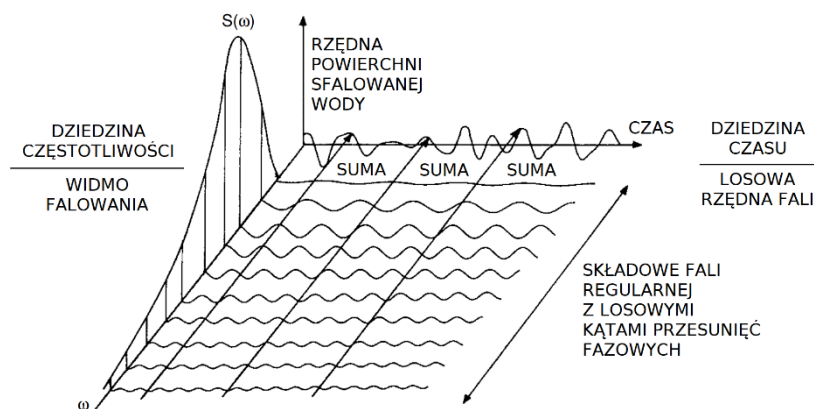 S(ω)
RZĘDNA
POWIERCHNI
SFALOWANEJ
WODY
DZIEDZINA
CZĘSTOTLIWOŚCI
WIDMO
FALOWANIA
CZAS
DZIEDZINA
CZASU
LOSOWA
RZĘDNA FALI
SUMA
SUMA
SUMA
SKŁADOWE FALI
REGULARNEJ
Z LOSOWYMI
KĄTAMI PRZESUNIĘĆ
FAZOWYCH
ω